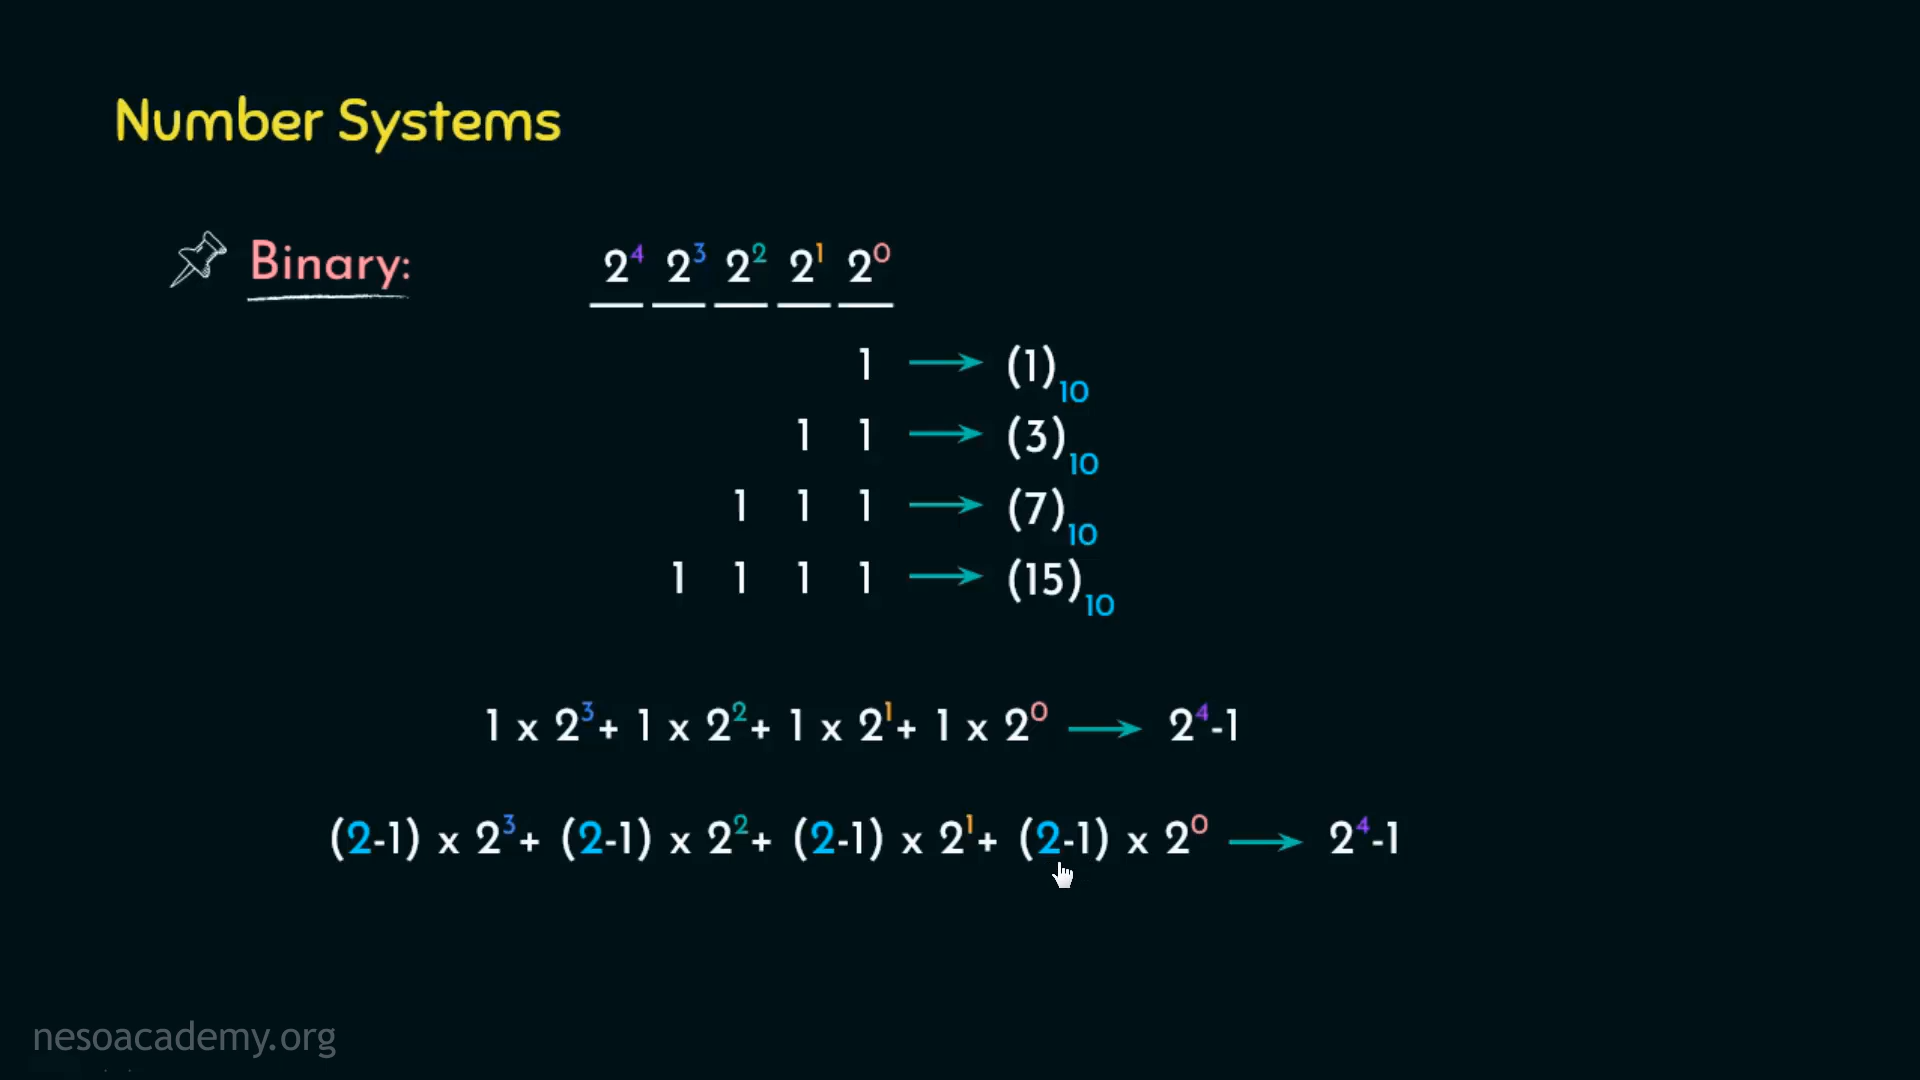 Number Systems
Binary:
2⁴ 2³ 2² 2¹ 2⁰
1 → (1)₁₀
1 1 → (3)₁₀
1 1 1 → (7)₁₀
1 1 1 1 → (15)₁₀
1 x 2³+ 1 x 2²+ 1 x 2¹+ 1 x 2⁰ → 2⁴-1
(2-1) x 2³+ (2-1) x 2²+ (2-1) x 2¹+ (2-1) x 2⁰ → 2⁴-1
nesoacademy.org